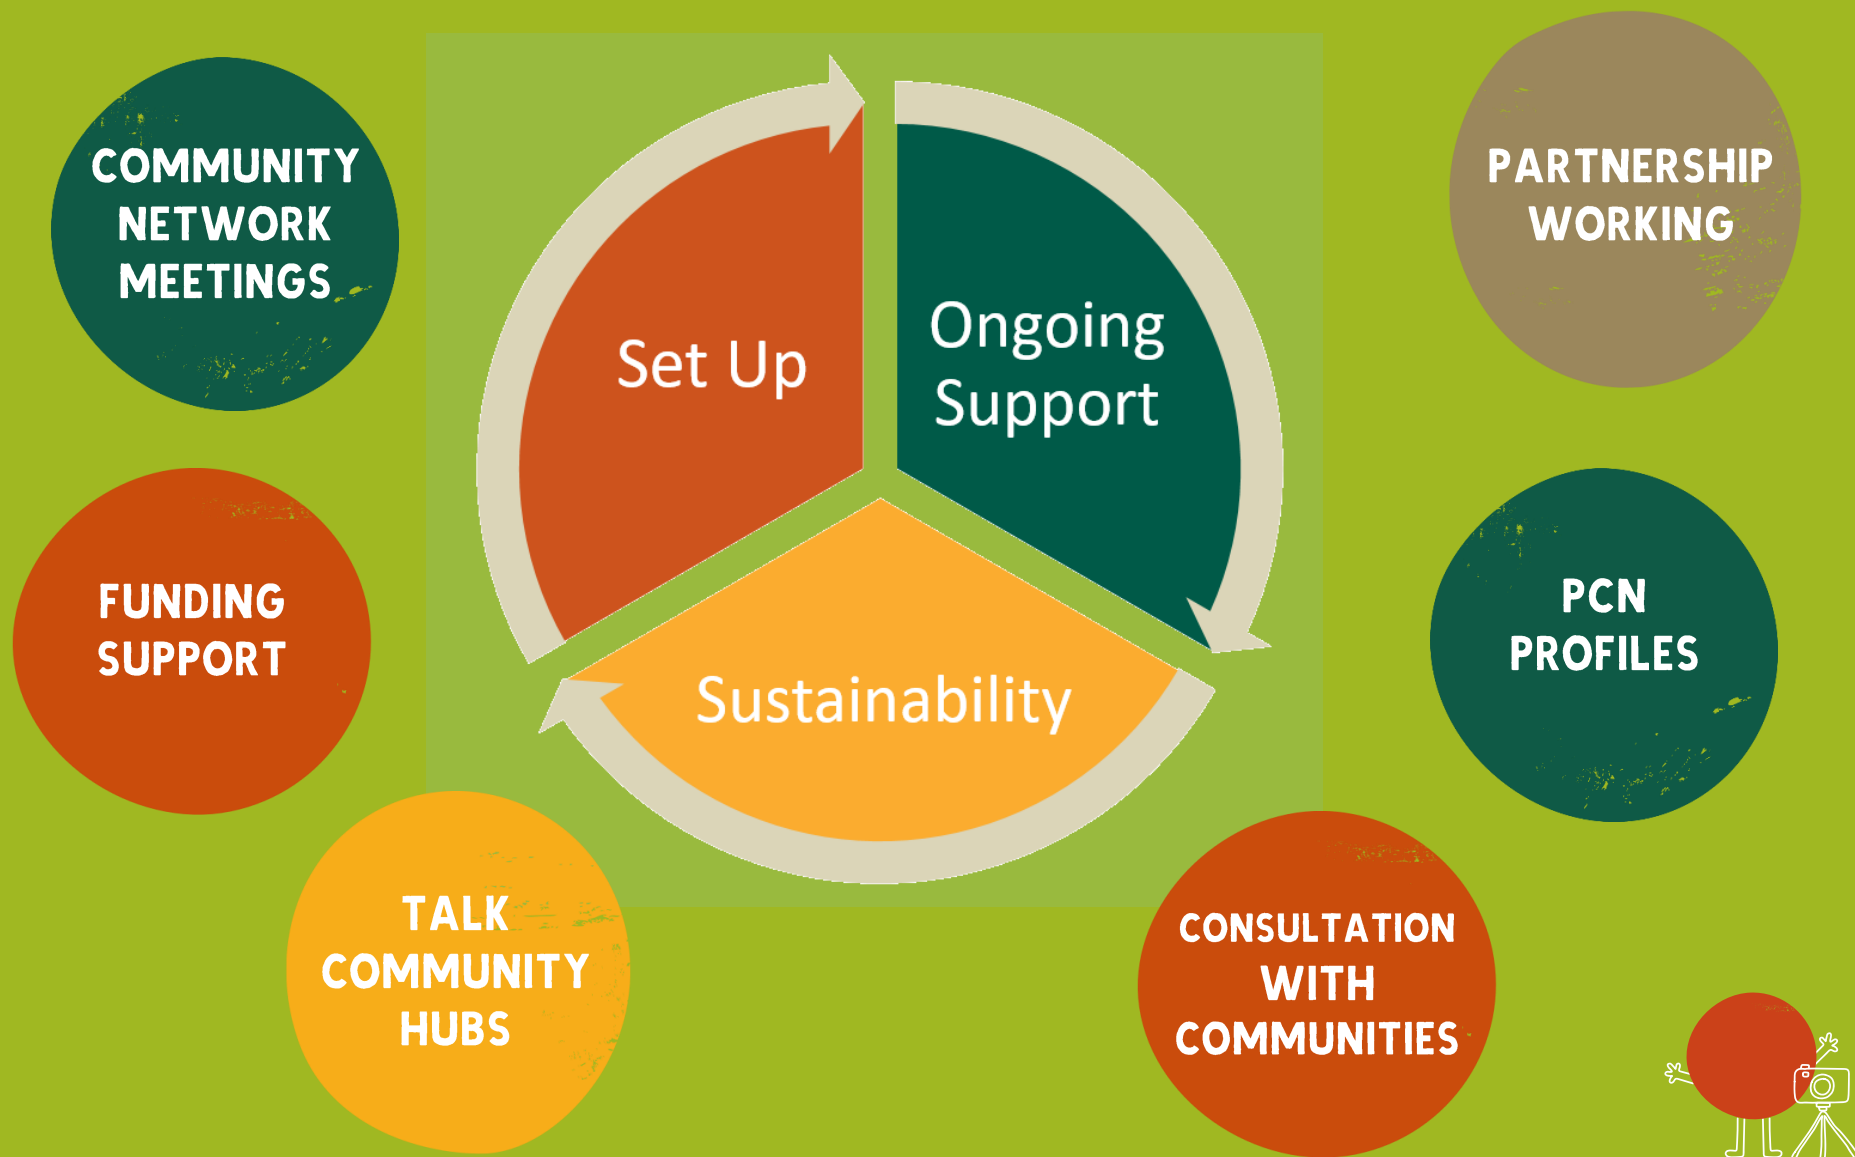 COMMUNITY
NETWORK
MEETINGS
FUNDING
SUPPORT
TALK
COMMUNITY
HUBS
Set Up
Ongoing
Support
Sustainability
PARTNERSHIP
WORKING
PCN
PROFILES
CONSULTATION
WITH
COMMUNITIES